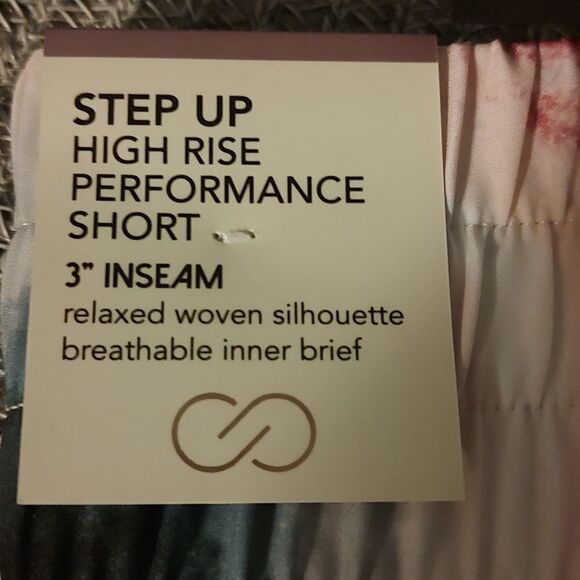 STEP UP
HIGH RISE
PERFORMANCE
SHORT
3" INSEAM
relaxed woven silhouette
breathable inner brief